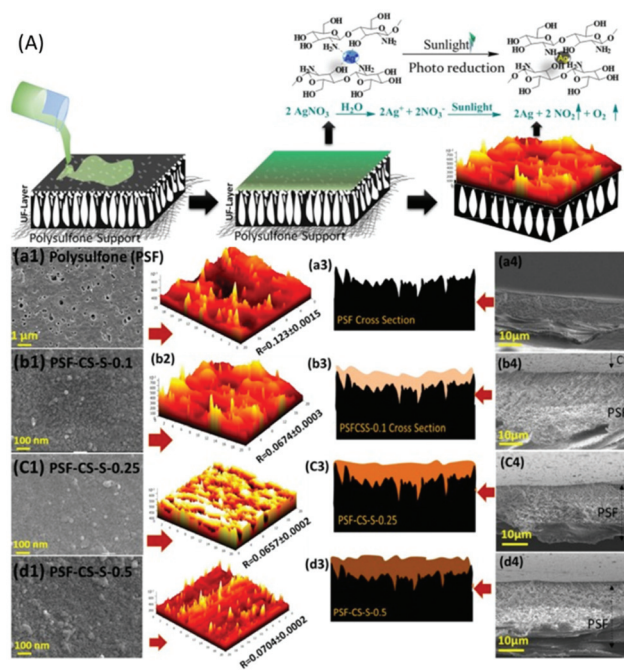 (A)
Sunlight
Photo reduction
2 AgNO₃ H₂O 2Ag⁺ + 2NO₃⁻ Sunlight 2Ag + 2 NO₂ + O₂
UF-Layer
Polysulfone Support
UF-Layer
Polysulfone Support
(a1) Polysulfone (PSF)
1 µm
R=0.123±0.0015
(a3)
PSF Cross Section
(a4)
10µm
(b1) PSF-CS-S-0.1
100 nm
(b2)
R=0.0674±0.0003
(b3)
PSFCSS-0.1 Cross Section
(b4)
PS
10µm
(C1) PSF-CS-S-0.25
100 nm
R=0.0657±0.0002
(C3)
PSF-CS-S-0.25
(C4)
PSF
10µm
(d1) PSF-CS-S-0.5
100 nm
R=0.0704±0.0002
(d3)
PSF-CS-S-0.5
(d4)
PSF
10µm